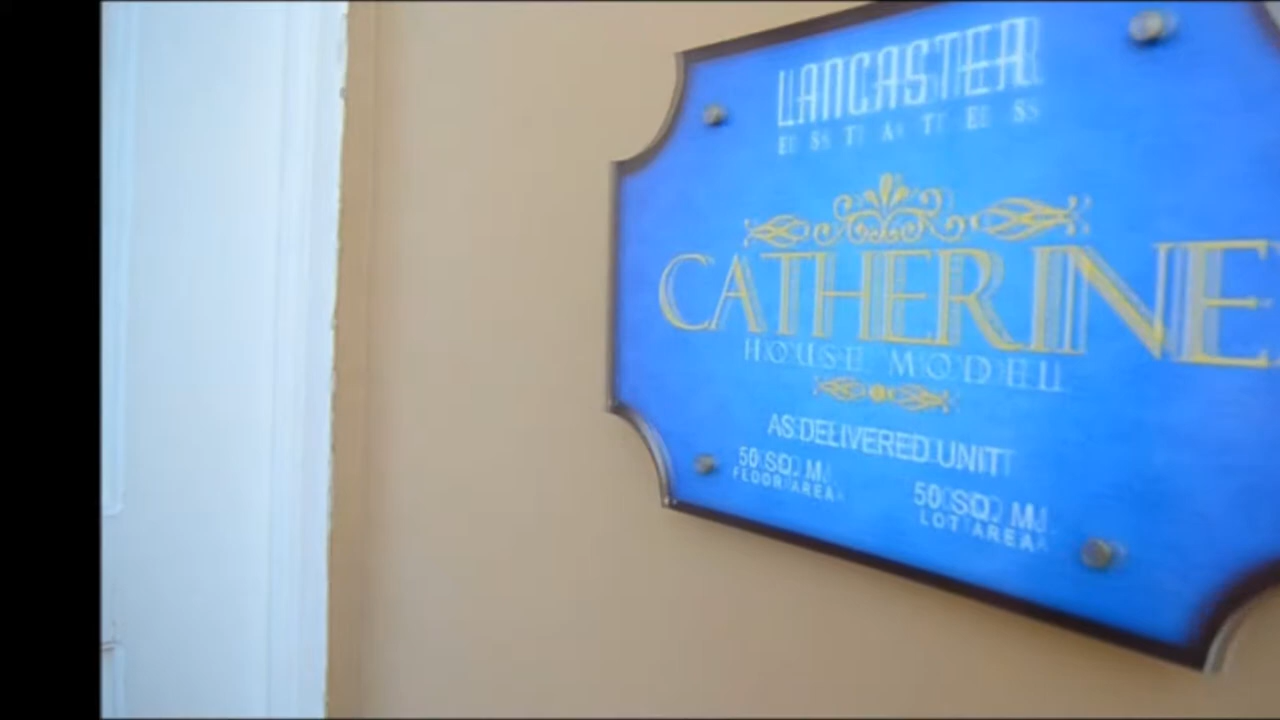 LANCASTER
ESTATES
CATHERINE
HOUSE MODEL
AS DELIVERED UNIT
50 SQ. M.
FLOOR AREA
50 SQ. M.
LOT AREA